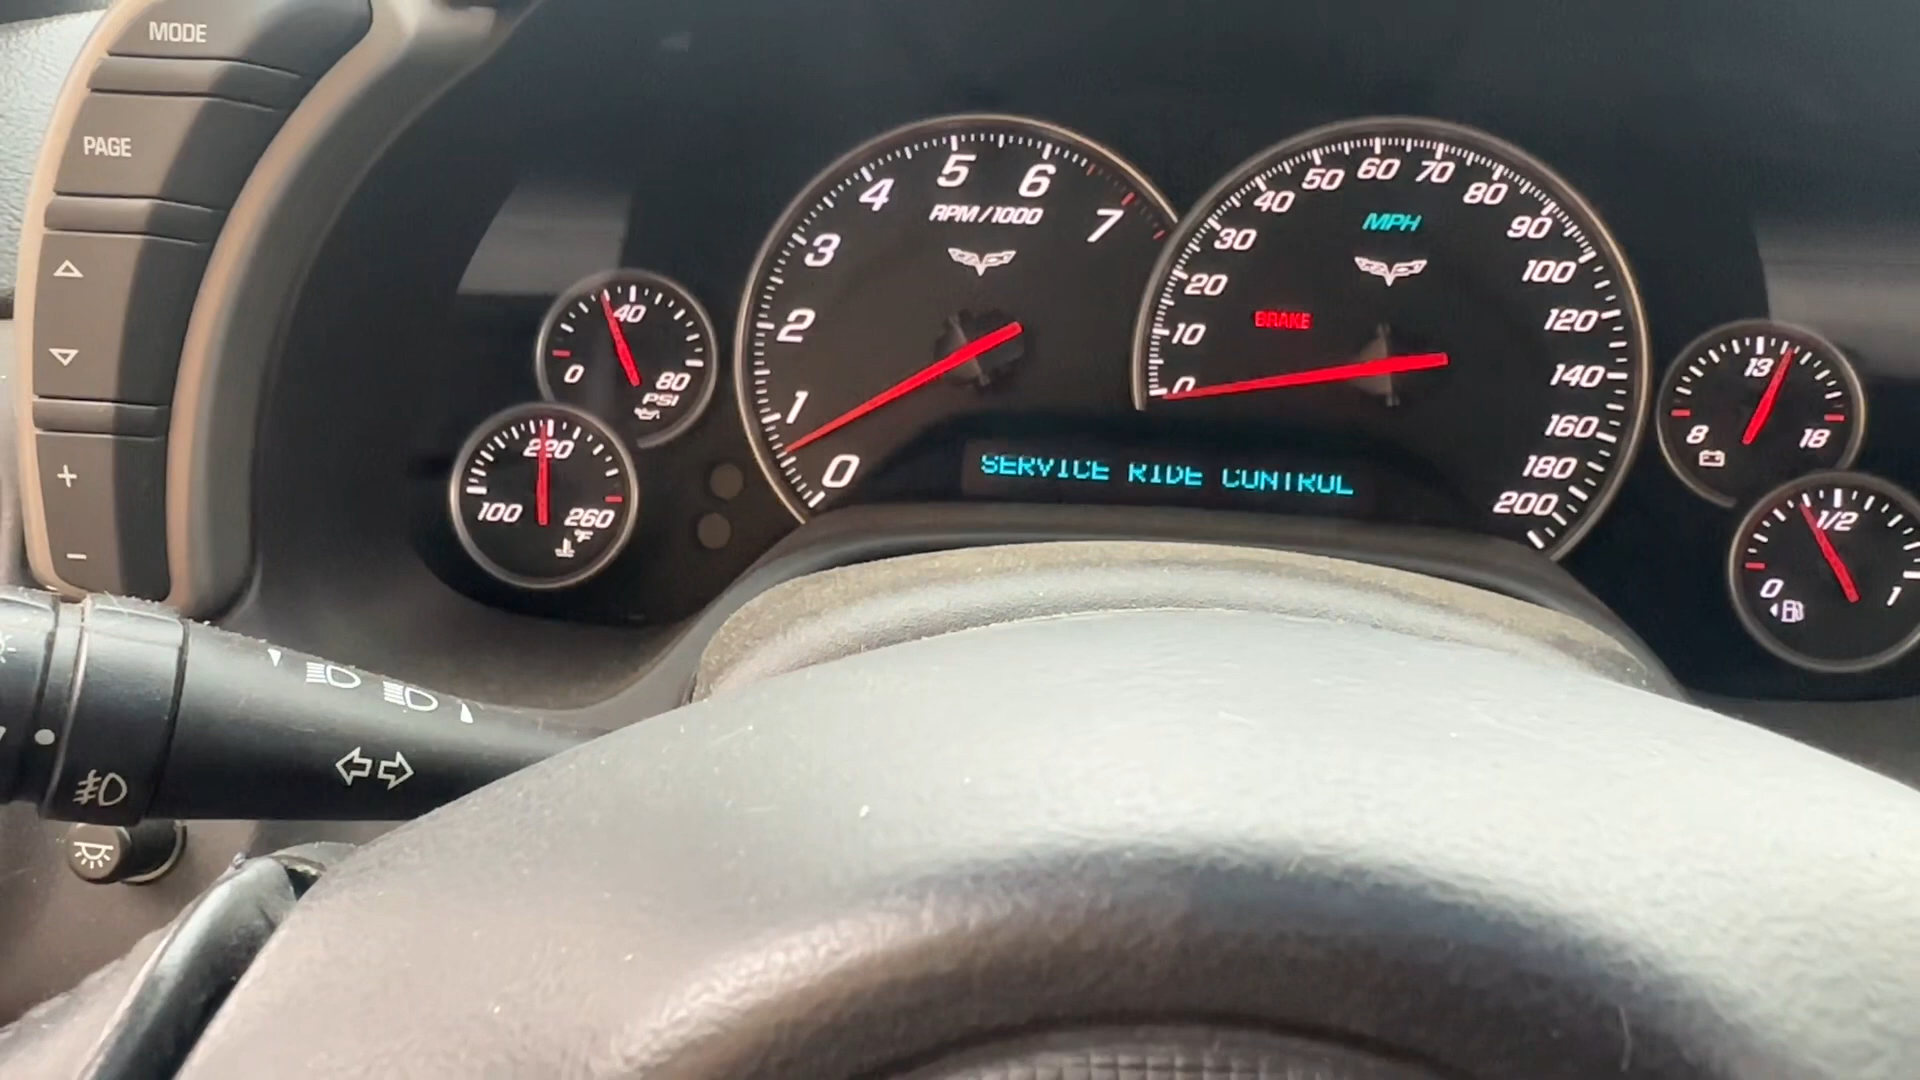 MODE
PAGE
+
-
0 40 80
PSI
100 220 260
°F
0 1 2 3 4 5 6 7
RPM/1000
0 10 20 30 40 50 60 70 80 90 100 120 140 160 180 200
MPH
BRAKE
SERVICE RIDE CONTROL
8 13 18
0 1/2 1